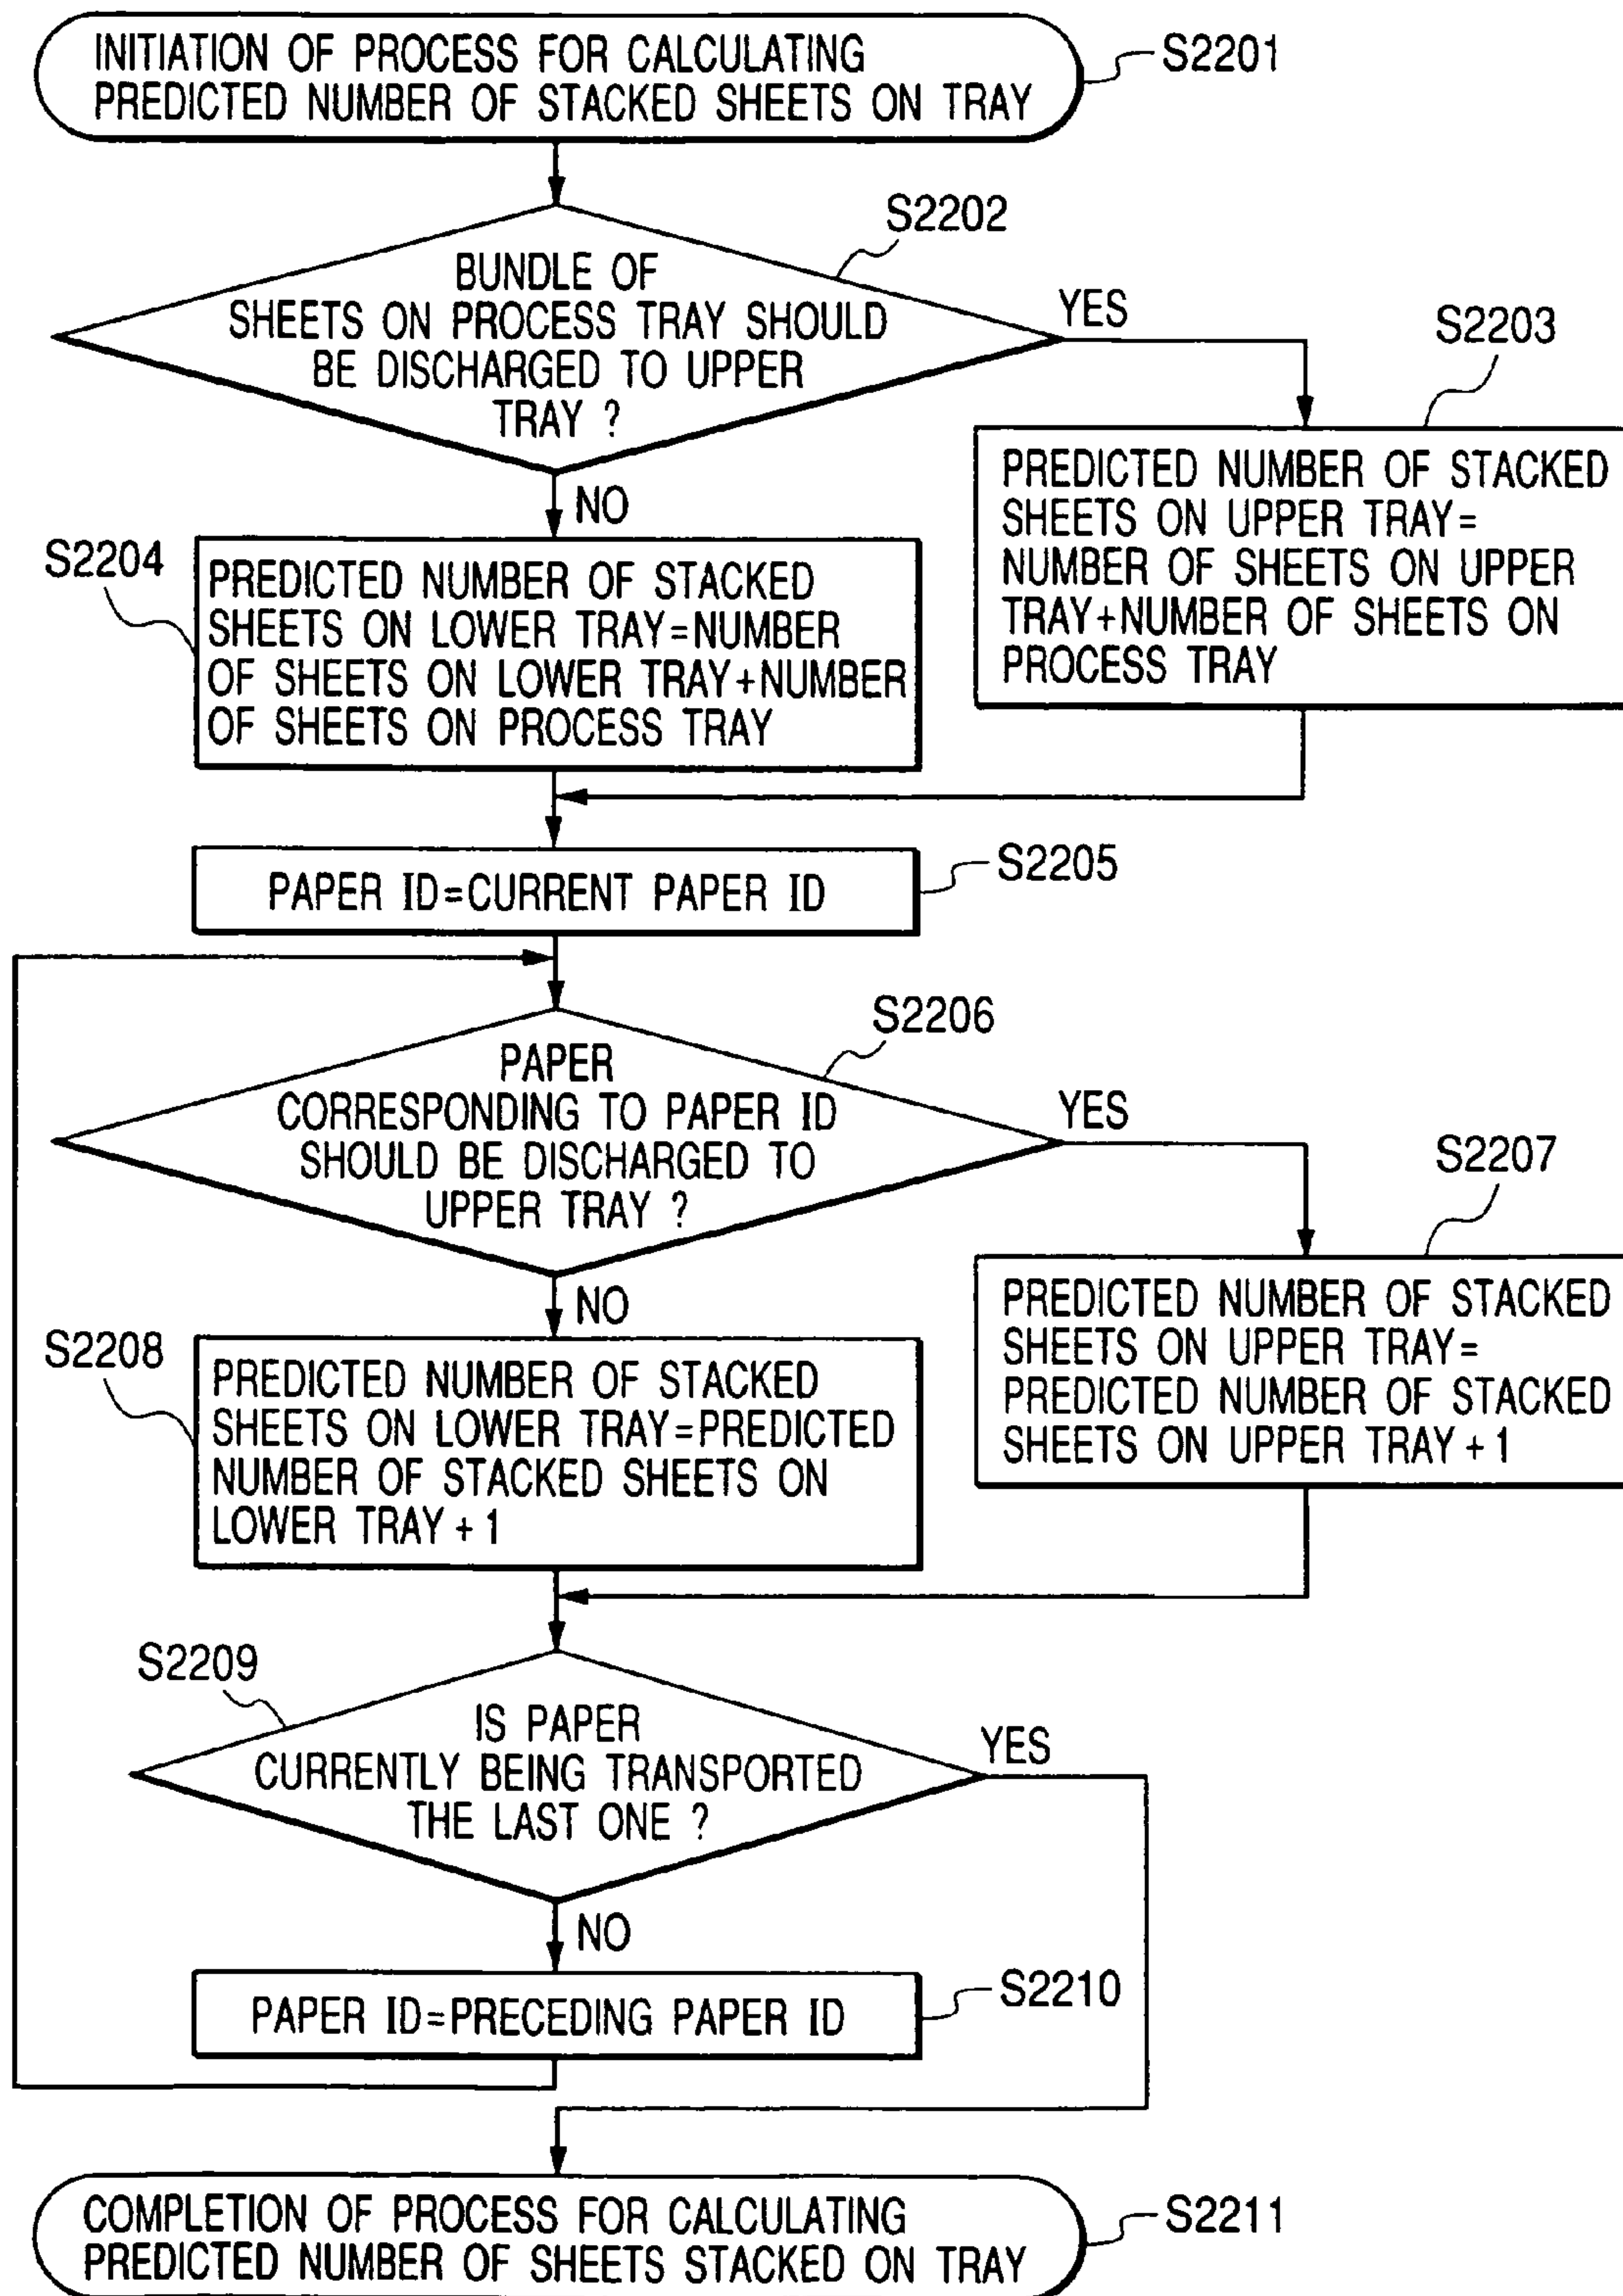 INITIATION OF PROCESS FOR CALCULATING
PREDICTED NUMBER OF STACKED SHEETS ON TRAY
S2201
S2202
BUNDLE OF
SHEETS ON PROCESS TRAY SHOULD
BE DISCHARGED TO UPPER
TRAY ?
YES
S2203
PREDICTED NUMBER OF STACKED
SHEETS ON UPPER TRAY=
NUMBER OF SHEETS ON UPPER
TRAY+NUMBER OF SHEETS ON
PROCESS TRAY
NO
S2204
PREDICTED NUMBER OF STACKED
SHEETS ON LOWER TRAY=NUMBER
OF SHEETS ON LOWER TRAY+NUMBER
OF SHEETS ON PROCESS TRAY
PAPER ID=CURRENT PAPER ID
S2205
S2206
PAPER
CORRESPONDING TO PAPER ID
SHOULD BE DISCHARGED TO
UPPER TRAY ?
YES
S2207
PREDICTED NUMBER OF STACKED
SHEETS ON UPPER TRAY=
PREDICTED NUMBER OF STACKED
SHEETS ON UPPER TRAY+1
NO
S2208
PREDICTED NUMBER OF STACKED
SHEETS ON LOWER TRAY=PREDICTED
NUMBER OF STACKED SHEETS ON
LOWER TRAY+1
S2209
IS PAPER
CURRENTLY BEING TRANSPORTED
THE LAST ONE ?
YES
NO
PAPER ID=PRECEDING PAPER ID
S2210
COMPLETION OF PROCESS FOR CALCULATING
PREDICTED NUMBER OF SHEETS STACKED ON TRAY
S2211